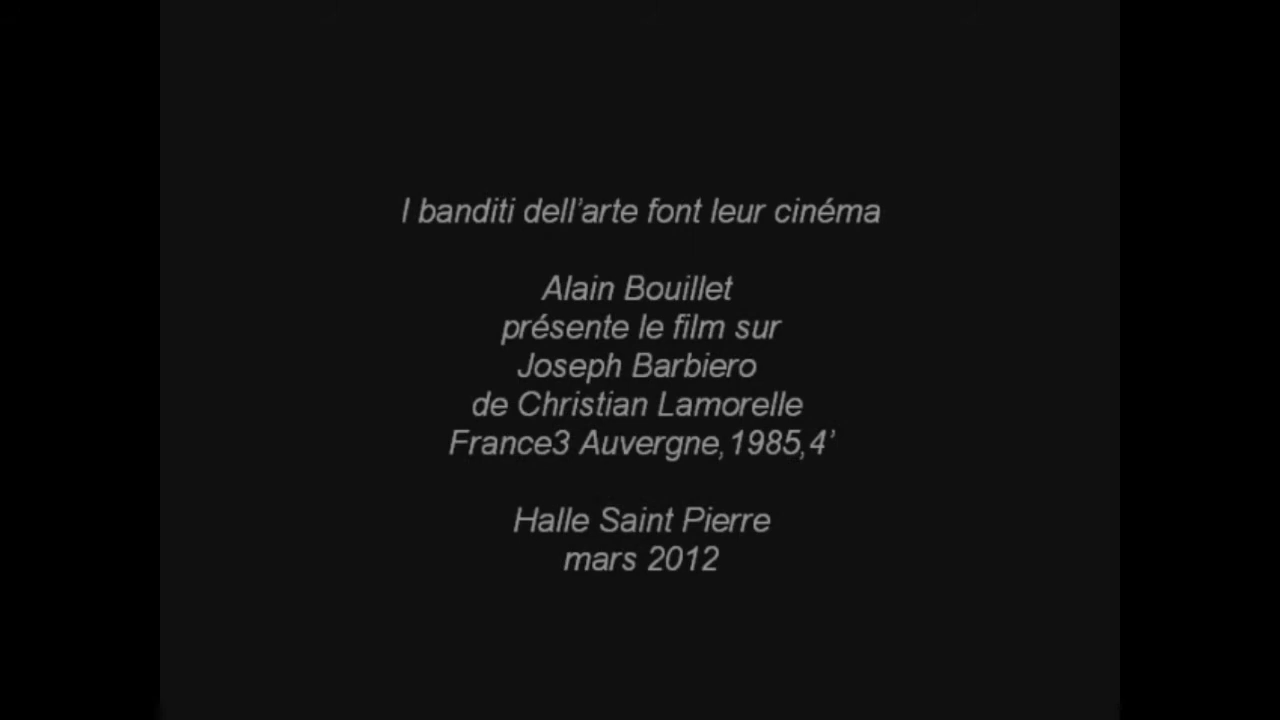 I banditi dell’arte font leur cinéma
Alain Bouillet
présente le film sur
Joseph Barbiero
de Christian Lamorelle
France3 Auvergne,1985,4’
Halle Saint Pierre
mars 2012